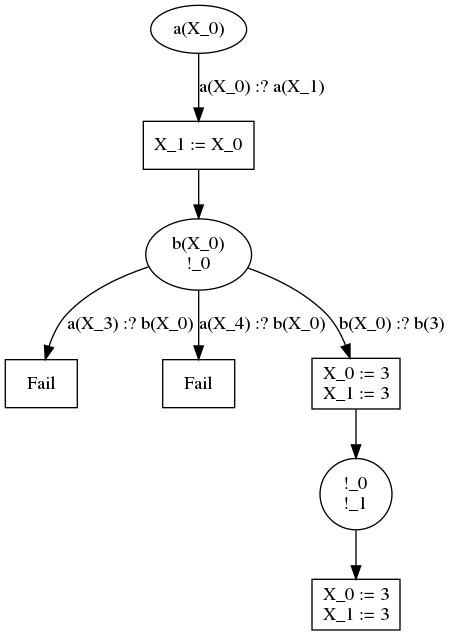 a(X_0)
a(X_0) :? a(X_1)
X_1 := X_0
b(X_0)
!_0
a(X_3) :? b(X_0)
a(X_4) :? b(X_0)
b(X_0) :? b(3)
Fail
Fail
X_0 := 3
X_1 := 3
!_0
!_1
X_0 := 3
X_1 := 3